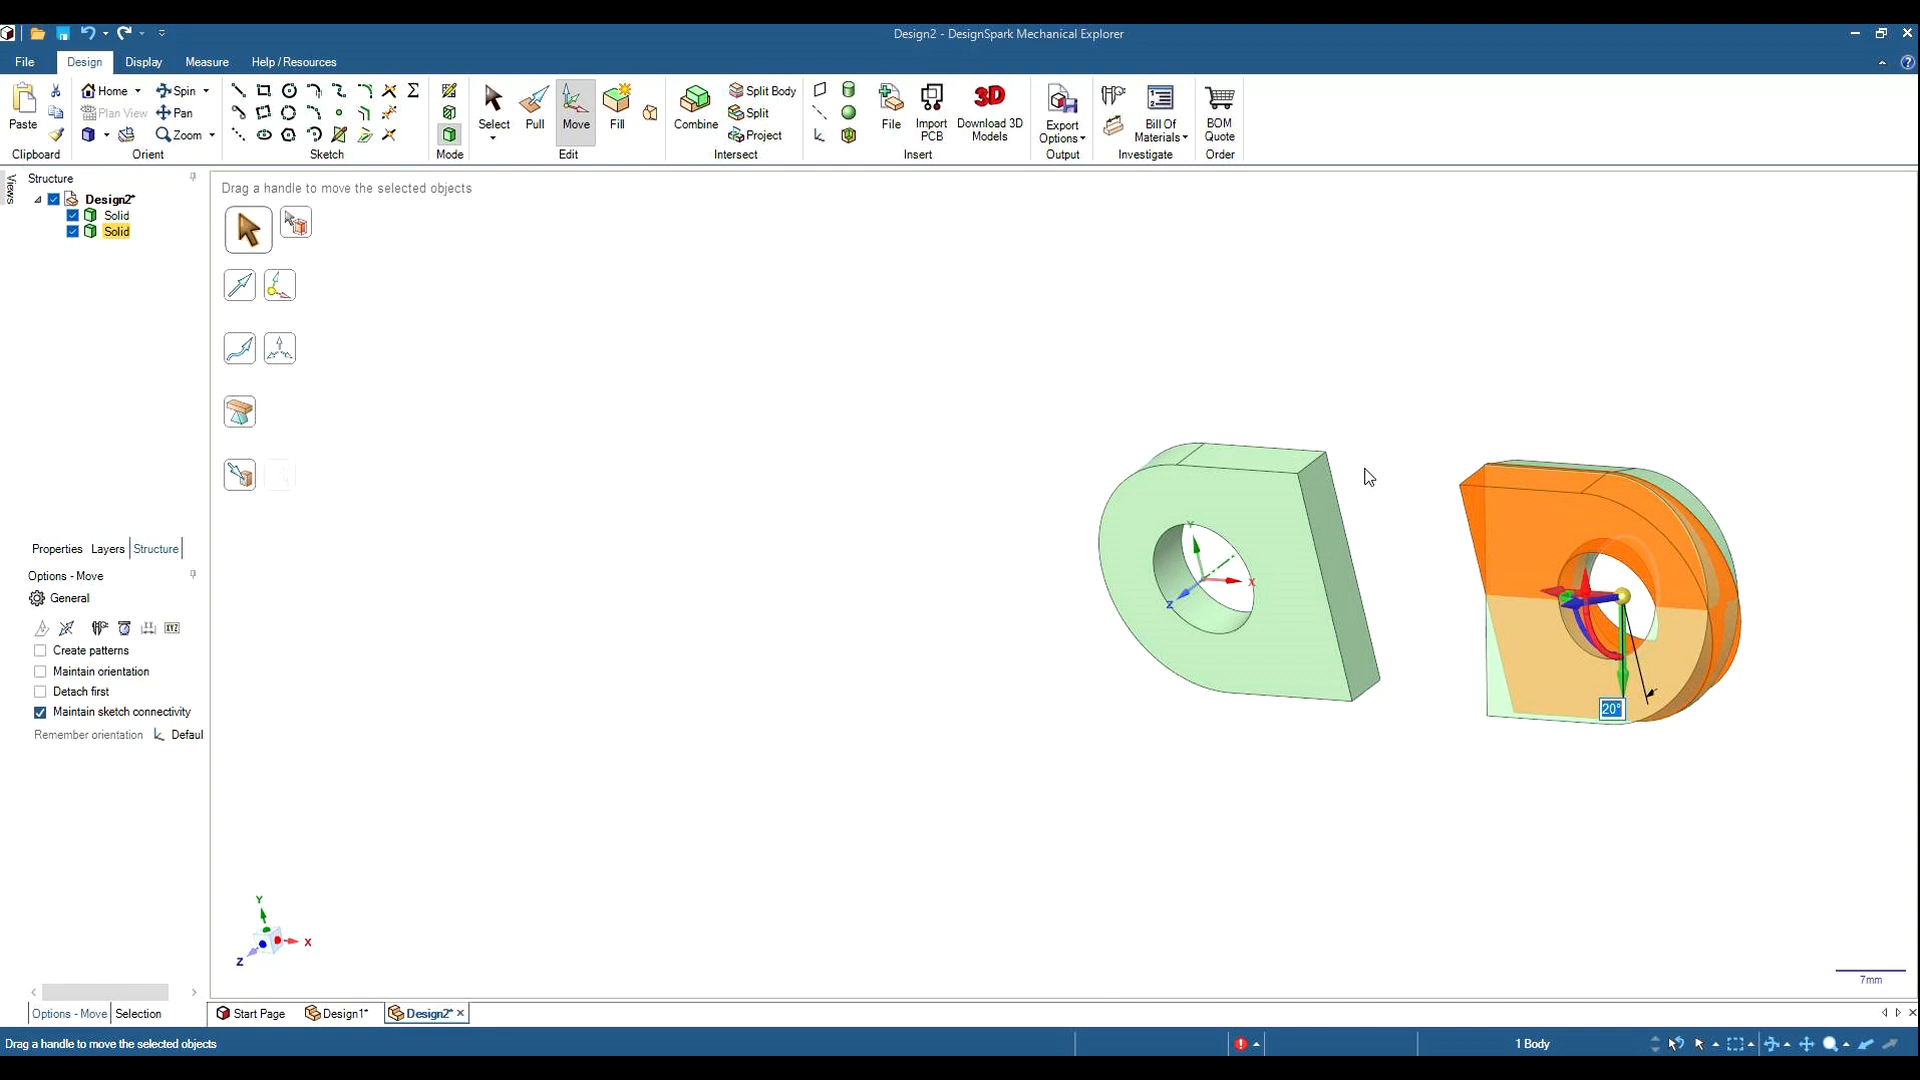 Design2 - DesignSpark Mechanical Explorer
File
Design
Display
Measure
Help / Resources
Paste
Clipboard
Home
Plan View
Spin
Pan
Zoom
Orient
Sketch
Mode
Select
Pull
Move
Fill
Edit
Combine
Split Body
Split
Project
Intersect
File
Import PCB
Download 3D Models
3D
Insert
Export Options
Output
Bill Of Materials
Investigate
BOM Quote
Order
Views
Structure
Design2*
Solid
Solid
Drag a handle to move the selected objects
Y
X
Z
20°
Properties
Layers
Structure
Options - Move
General
XYZ
Create patterns
Maintain orientation
Detach first
Maintain sketch connectivity
Remember orientation
Defaul
Y
X
Z
7mm
Options - Move
Selection
Start Page
Design1*
Design2*
Drag a handle to move the selected objects
1 Body